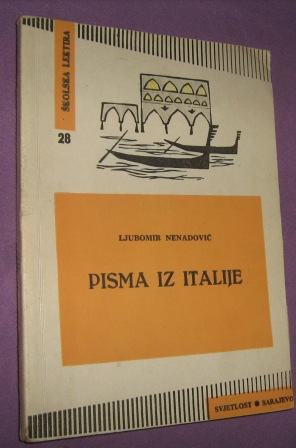 ŠKOLSKA LEKTIRA
28
LJUBOMIR NENADOVIĆ
PISMA IZ ITALIJE
SVJETLOST ● SARAJEVO